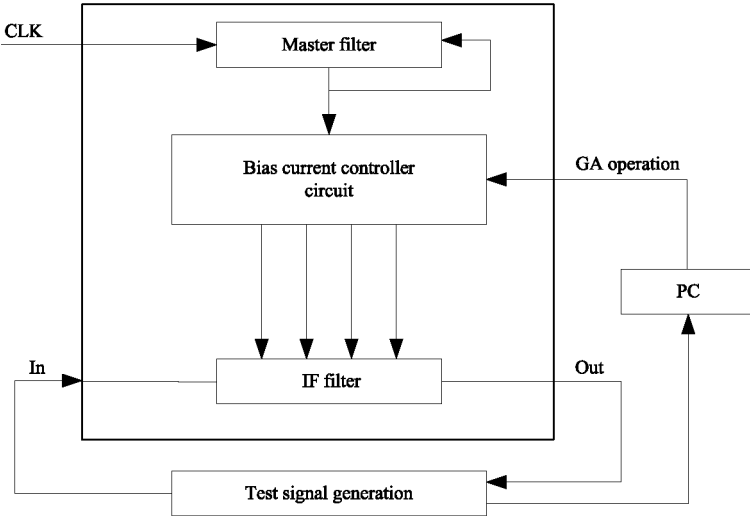 CLK
Master filter
Bias current controller
circuit
GA operation
PC
In
IF filter
Out
Test signal generation